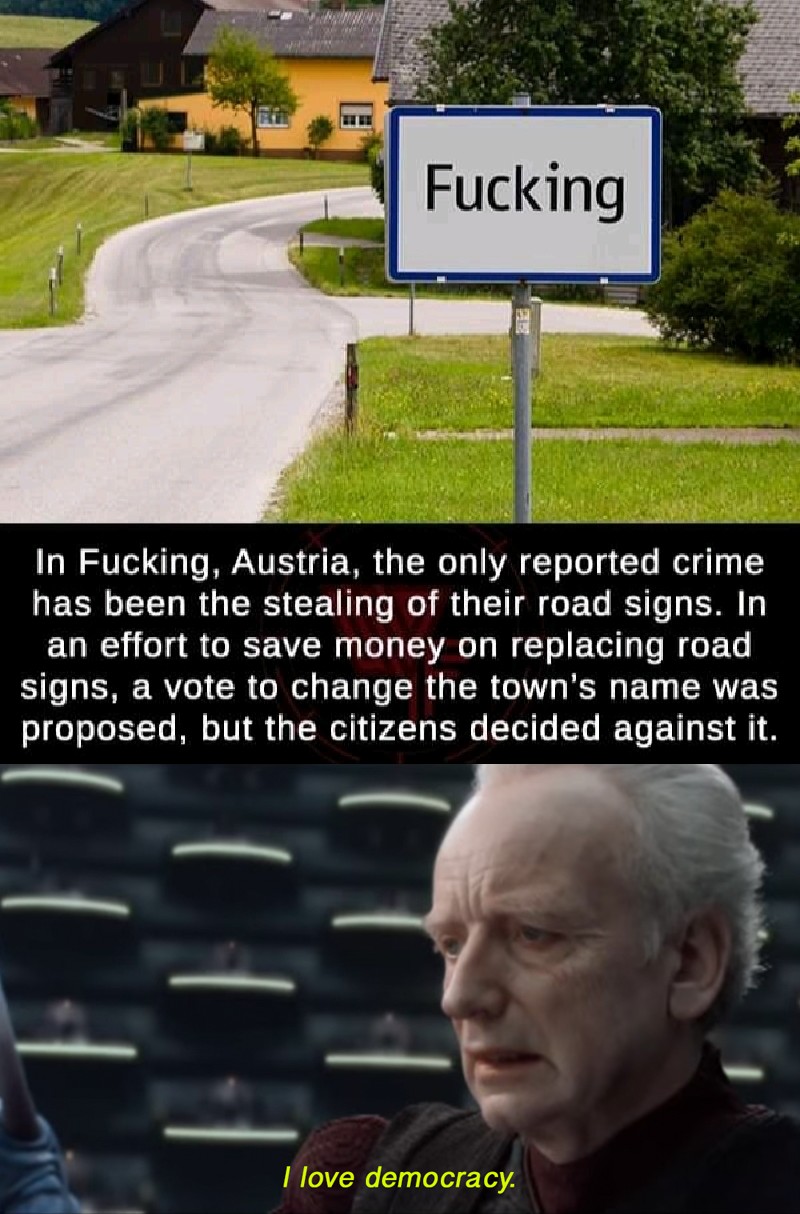 Fucking
In Fucking, Austria, the only reported crime
has been the stealing of their road signs. In
an effort to save money on replacing road
signs, a vote to change the town's name was
proposed, but the citizens decided against it.
I love democracy.